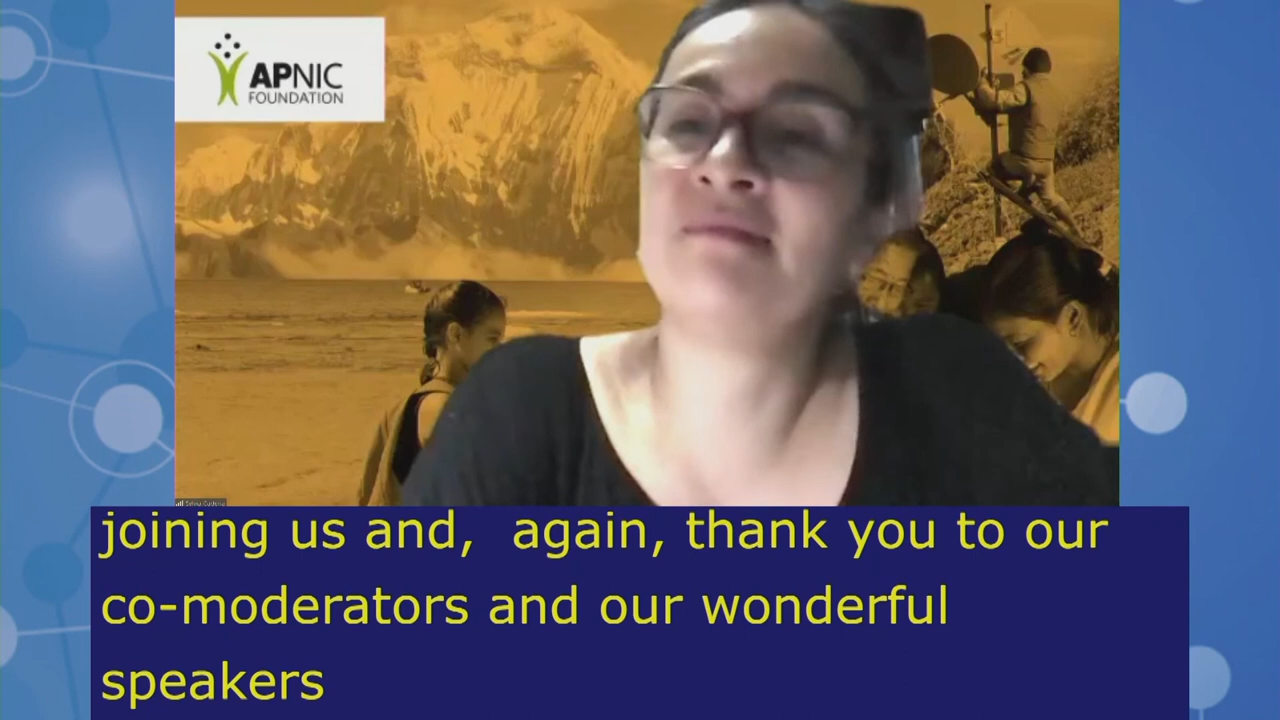 APNIC
FOUNDATION
joining us and,  again, thank you to our
co-moderators and our wonderful
speakers